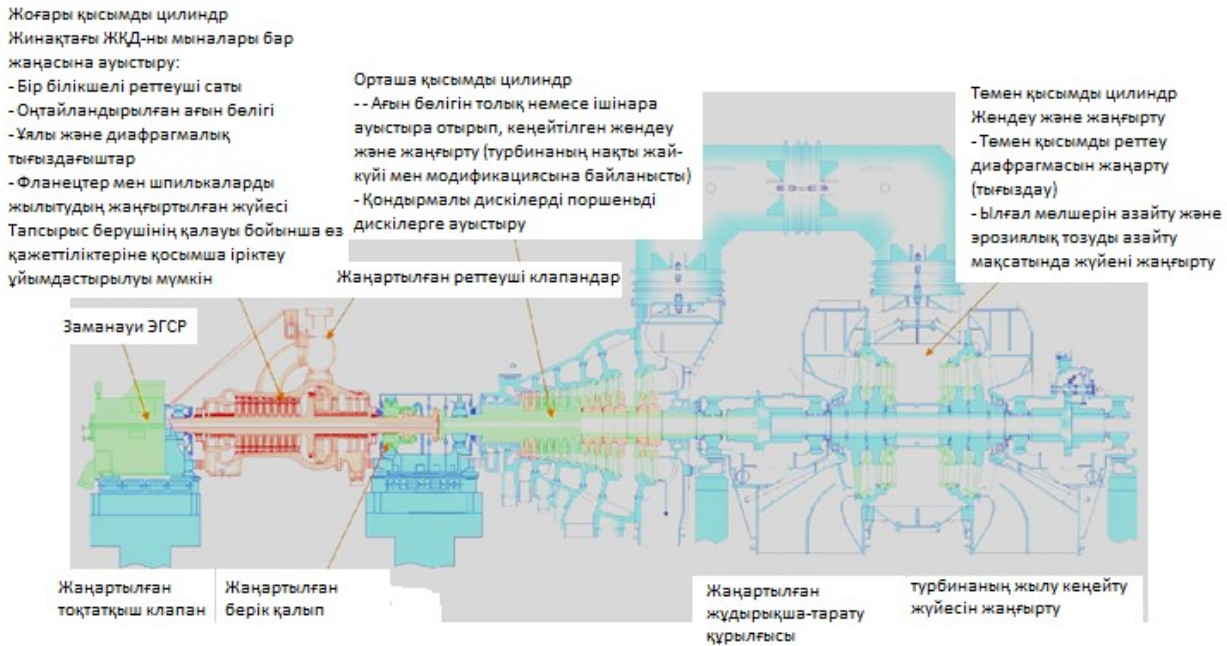 Жоғары қысымды цилиндр
Жинақтағы ЖҚД-ны мыналары бар
жаңасына ауыстыру:
- Бір білікшелі реттеуші саты
- Оңтайландырылған ағын бөлігі
- Ұялы және диафрагмалық
тығыздағыштар
- Фланецтер мен шпилькаларды
жылытудың жаңғыртылған жүйесі
Тапсырыс берушінің қалауы бойынша өз
қажеттіліктеріне қосымша іріктеу
ұйымдастырылуы мүмкін
Орташа қысымды цилиндр
- - Ағын бөлігін толық немесе ішінара
ауыстыра отырып, кеңейтілген жөндеу
және жаңғырту (турбинаның нақты жай-
күйі мен модификациясына байланысты)
- Қондырмалы дискілерді поршеньді
дискілерге ауыстыру
Төмен қысымды цилиндр
Жөндеу және жаңғырту
- Төмен қысымды реттеу
диафрагмасын жаңарту
(тығыздау)
- Ылғал мөлшерін азайту және
эрозиялық тозуды азайту
мақсатында жүйені жаңғырту
Жаңартылған реттеуші клапандар
Заманауи ЭГСР
Жаңартылған
тоқтатқыш клапан
Жаңартылған
берік қалып
Жаңартылған
жұдырықша-тарату
құрылғысы
турбинаның жылу кеңейту
жүйесін жаңғырту